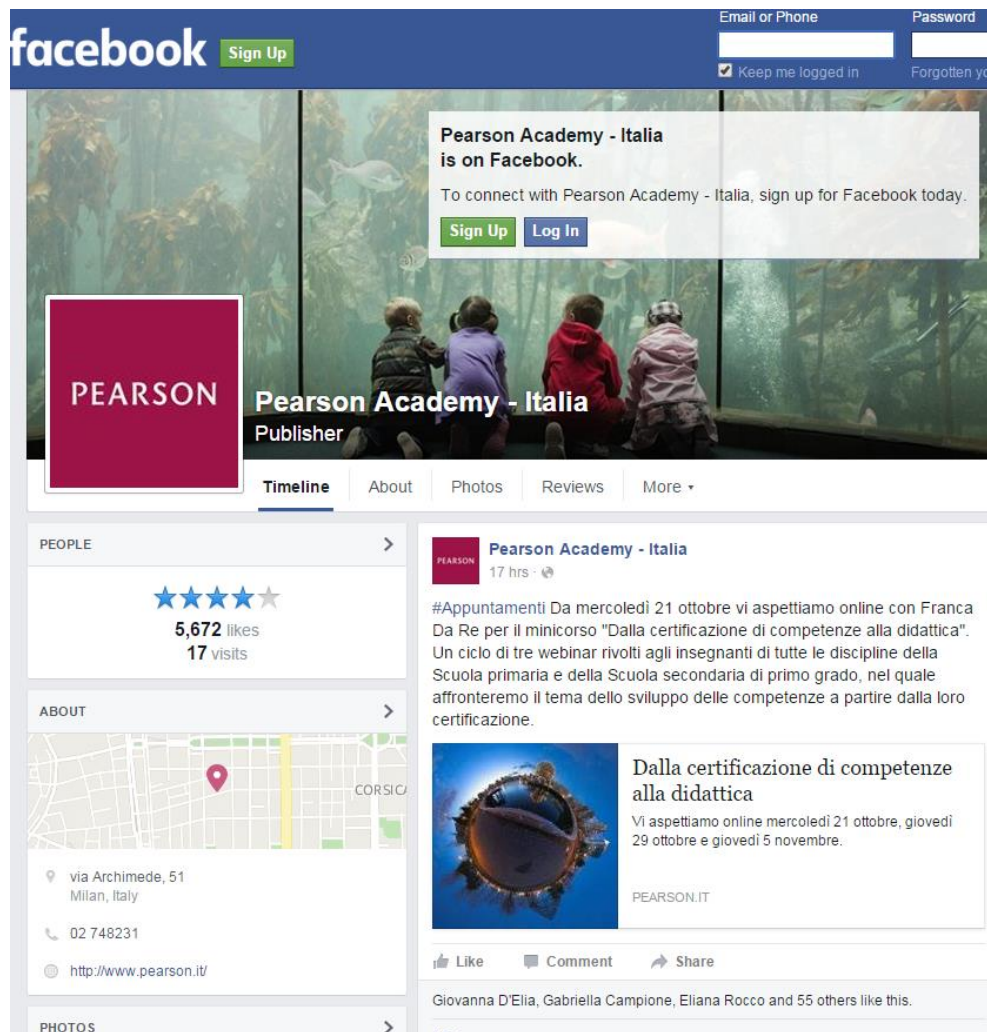 Email or Phone
Password
facebook Sign Up
Keep me logged in
Forgotten
Pearson Academy - Italia
is on Facebook.
To connect with Pearson Academy - Italia, sign up for Facebook today.
Sign Up Log In
PEARSON
Pearson Academy - Italia
Publisher
Timeline About Photos Reviews More
PEOPLE
5,672 likes
17 visits
ABOUT
CORSICA
via Archimede, 51
Milan, Italy
02 748231
http://www.pearson.it/
PHOTOS
PEARSON
Pearson Academy - Italia
17 hrs ·
#Appuntamenti Da mercoledì 21 ottobre vi aspettiamo online con Franca
Da Re per il minicorso "Dalla certificazione di competenze alla didattica".
Un ciclo di tre webinar rivolti agli insegnanti di tutte le discipline della
Scuola primaria e della Scuola secondaria di primo grado, nel quale
affronteremo il tema dello sviluppo delle competenze a partire dalla loro
certificazione.
Dalla certificazione di competenze
alla didattica
Vi aspettiamo online mercoledì 21 ottobre, giovedì
29 ottobre e giovedì 5 novembre.
PEARSON.IT
Like Comment Share
Giovanna D'Elia, Gabriella Campione, Eliana Rocco and 55 others like this.